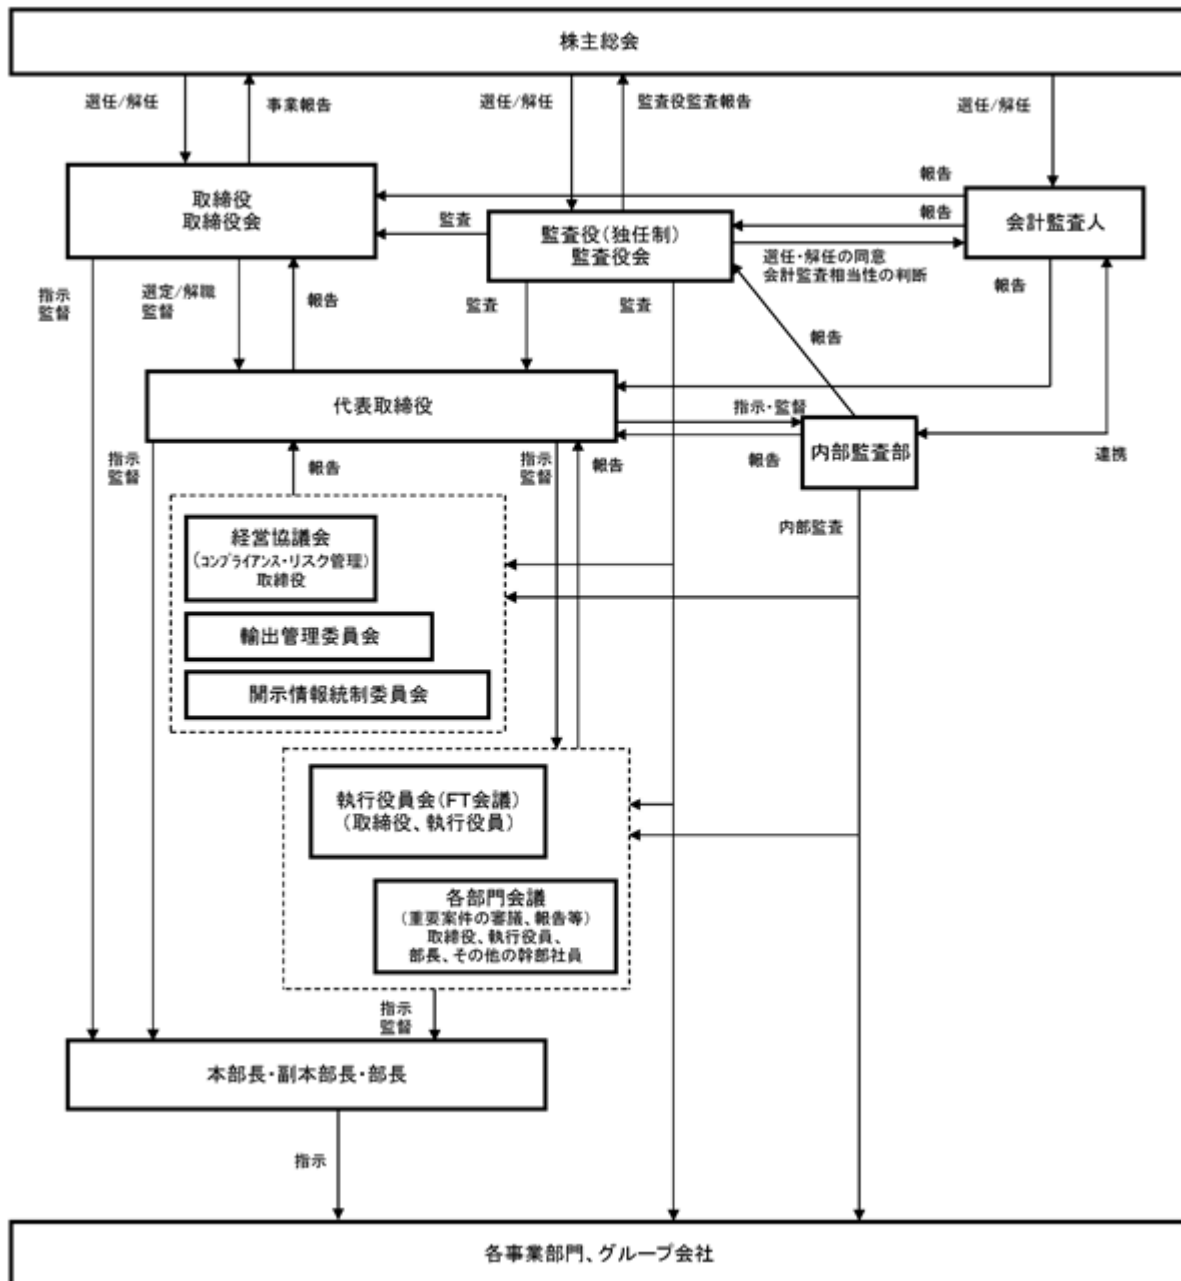 株主総会
選任/解任
事業報告
選任/解任
監査役監査報告
選任/解任
取締役
取締役会
監査
監査役(独任制)
監査役会
報告
報告
会計監査人
選任・解任の同意
会計監査相当性の判断
指示
監督
選定/解職
監督
報告
監査
監査
報告
報告
代表取締役
指示・監督
報告
内部監査部
連携
指示
監督
報告
指示
監督
報告
内部監査
経営協議会
(コンプライアンス・リスク管理)
取締役
輸出管理委員会
開示情報統制委員会
執行役員会(FT会議)
(取締役、執行役員)
各部門会議
(重要案件の審議、報告等)
取締役、執行役員、
部長、その他の幹部社員
指示
監督
本部長・副本部長・部長
指示
各事業部門、グループ会社